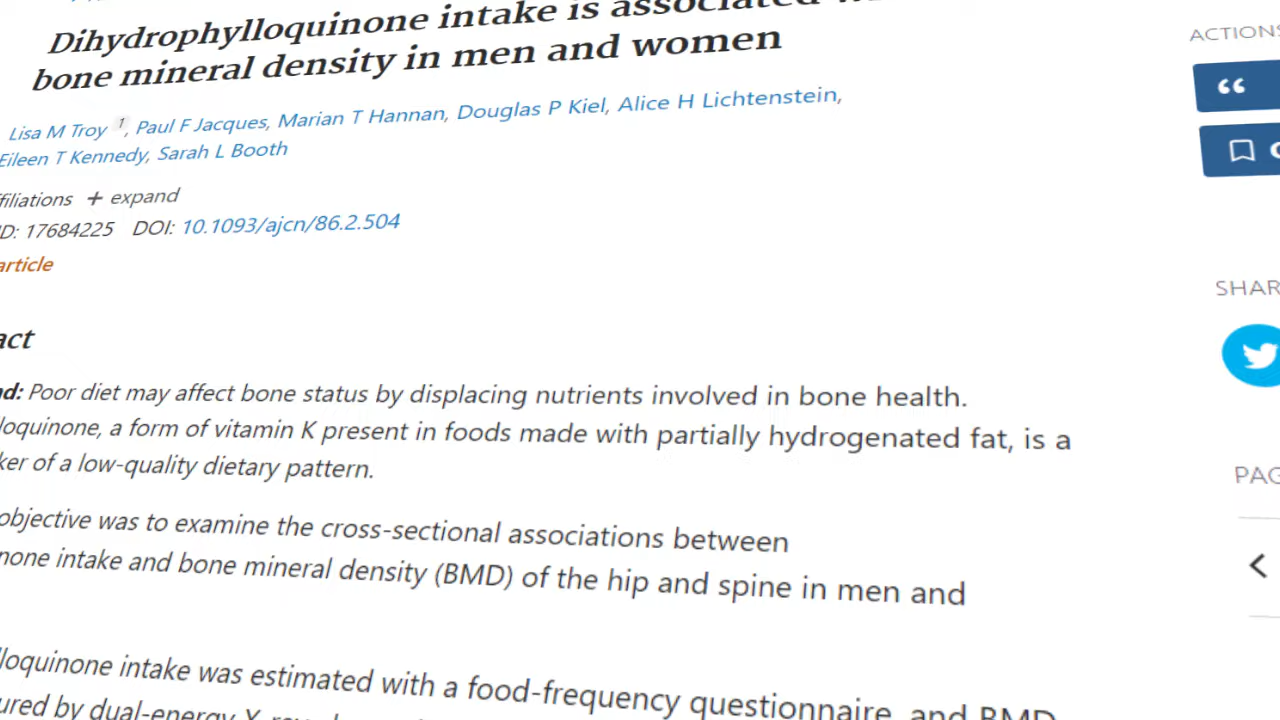 Dihydrophylloquinone intake is associated
bone mineral density in men and women
Lisa M Troy 1, Paul F Jacques, Marian T Hannan, Douglas P Kiel, Alice H Lichtenstein,
Eileen T Kennedy, Sarah L Booth
ffiliations + expand
ID: 17684225 DOI: 10.1093/ajcn/86.2.504
article
act
nd: Poor diet may affect bone status by displacing nutrients involved in bone health.
loquinone, a form of vitamin K present in foods made with partially hydrogenated fat, is a
ker of a low-quality dietary pattern.
objective was to examine the cross-sectional associations between
none intake and bone mineral density (BMD) of the hip and spine in men and
loquinone intake was estimated with a food-frequency questionnaire, and BMD
ured by dual-energy X-ray
ACTIONS
SHAR
PAG